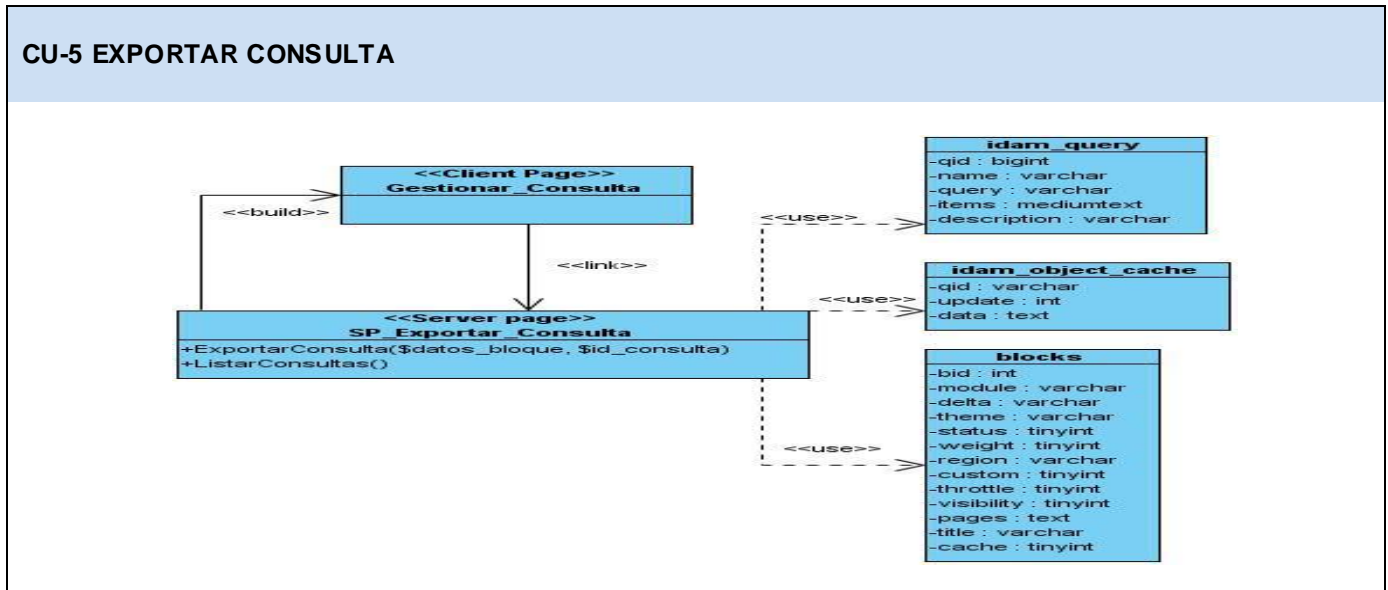 CU-5 EXPORTAR CONSULTA
<<Client Page>>
Gestionar_Consulta
<<build>>
<<link>>
<<Server page>>
SP_Exportar_Consulta
+ExportarConsulta($datos_bloque, $id_consulta)
+ListarConsultas()
<<use>>
idam_query
-qid : bigint
-name : varchar
-query : varchar
-items : mediumtext
-description : varchar
<<use>>
idam_object_cache
-qid : varchar
-update : int
-data : text
<<use>>
blocks
-bid : int
-module : varchar
-delta : varchar
-theme : varchar
-status : tinyint
-weight : tinyint
-region : varchar
-custom : tinyint
-throttle : tinyint
-visibility : tinyint
-pages : text
-title : varchar
-cache : tinyint